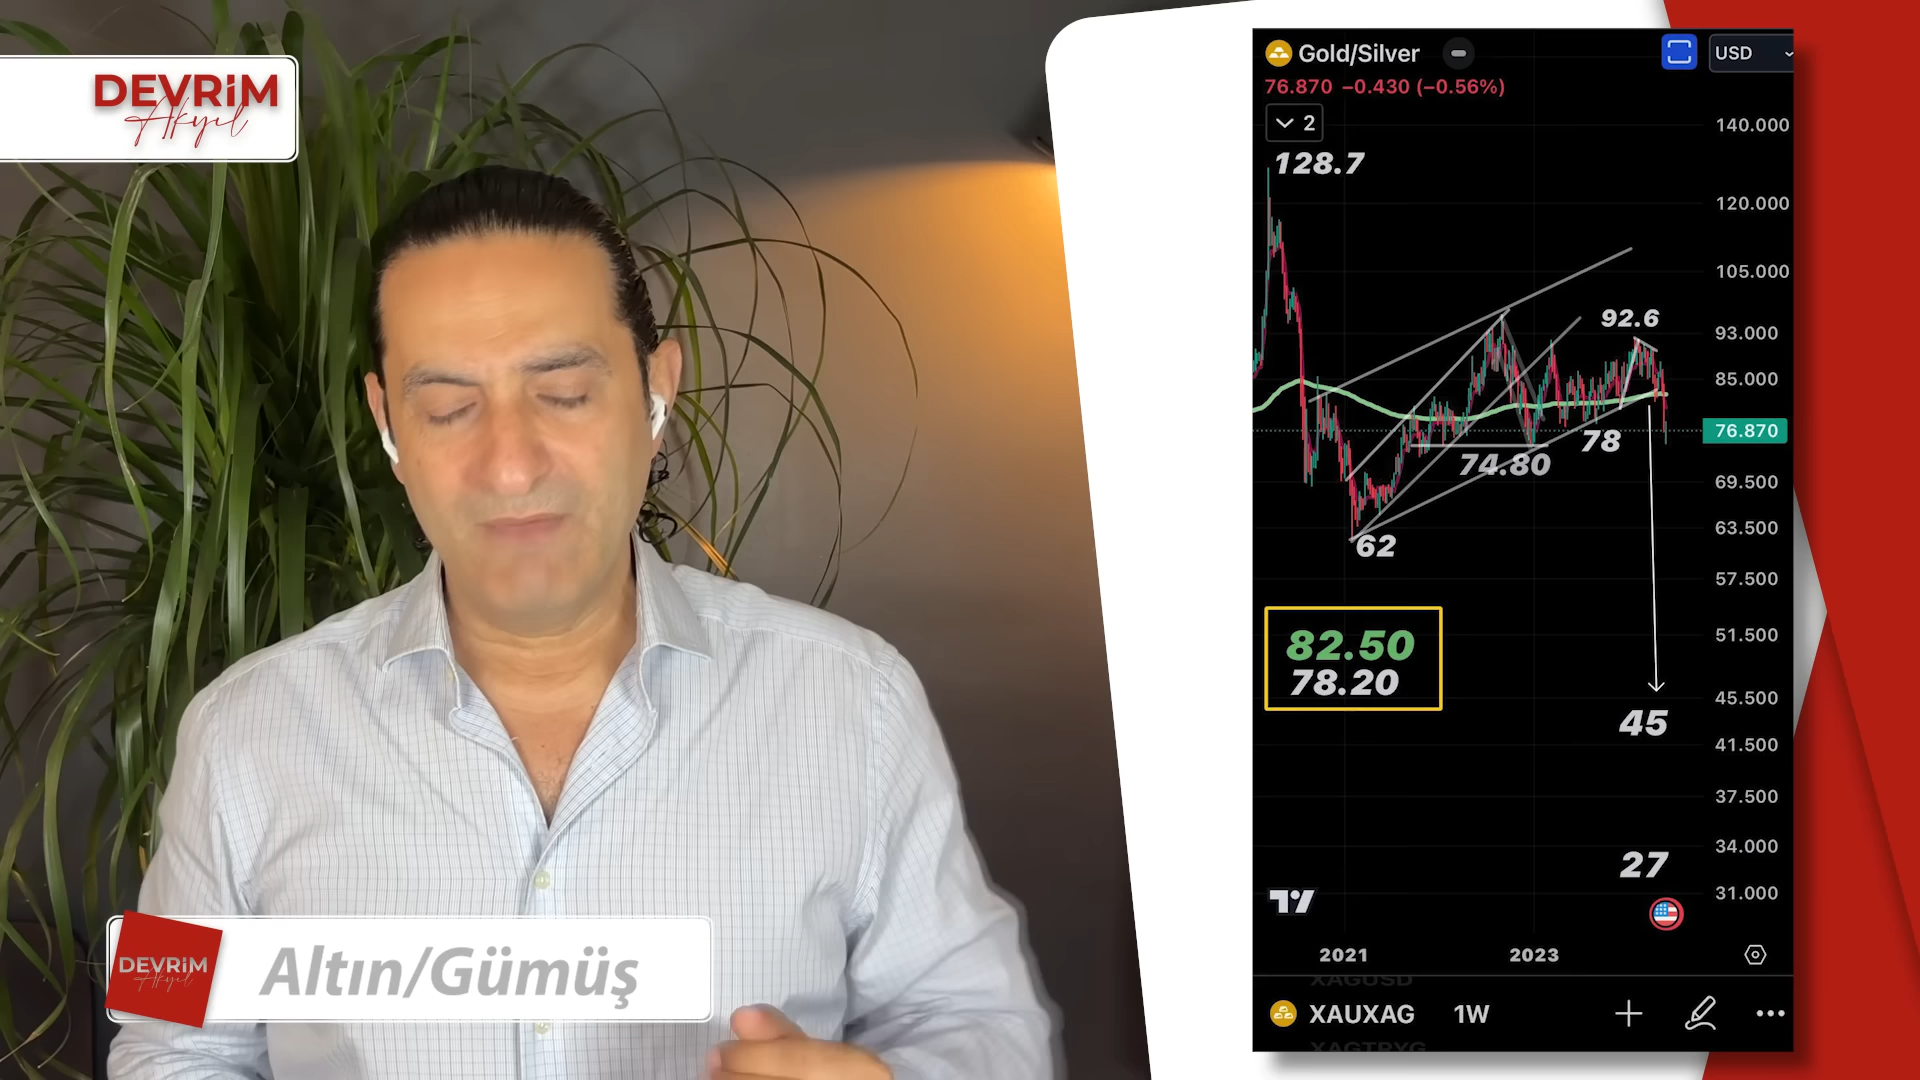 DEVRİM
Akyıl
DEVRİM
Akyıl
Altın/Gümüş
Gold/Silver
USD
76.870 −0.430 (−0.56%)
2
128.7
92.6
78
74.80
62
82.50
78.20
45
27
140.000
120.000
105.000
93.000
85.000
76.870
69.500
63.500
57.500
51.500
45.500
41.500
37.500
34.000
31.000
2021
2023
XAGUSD
XAUXAG 1W
XAGTRYG